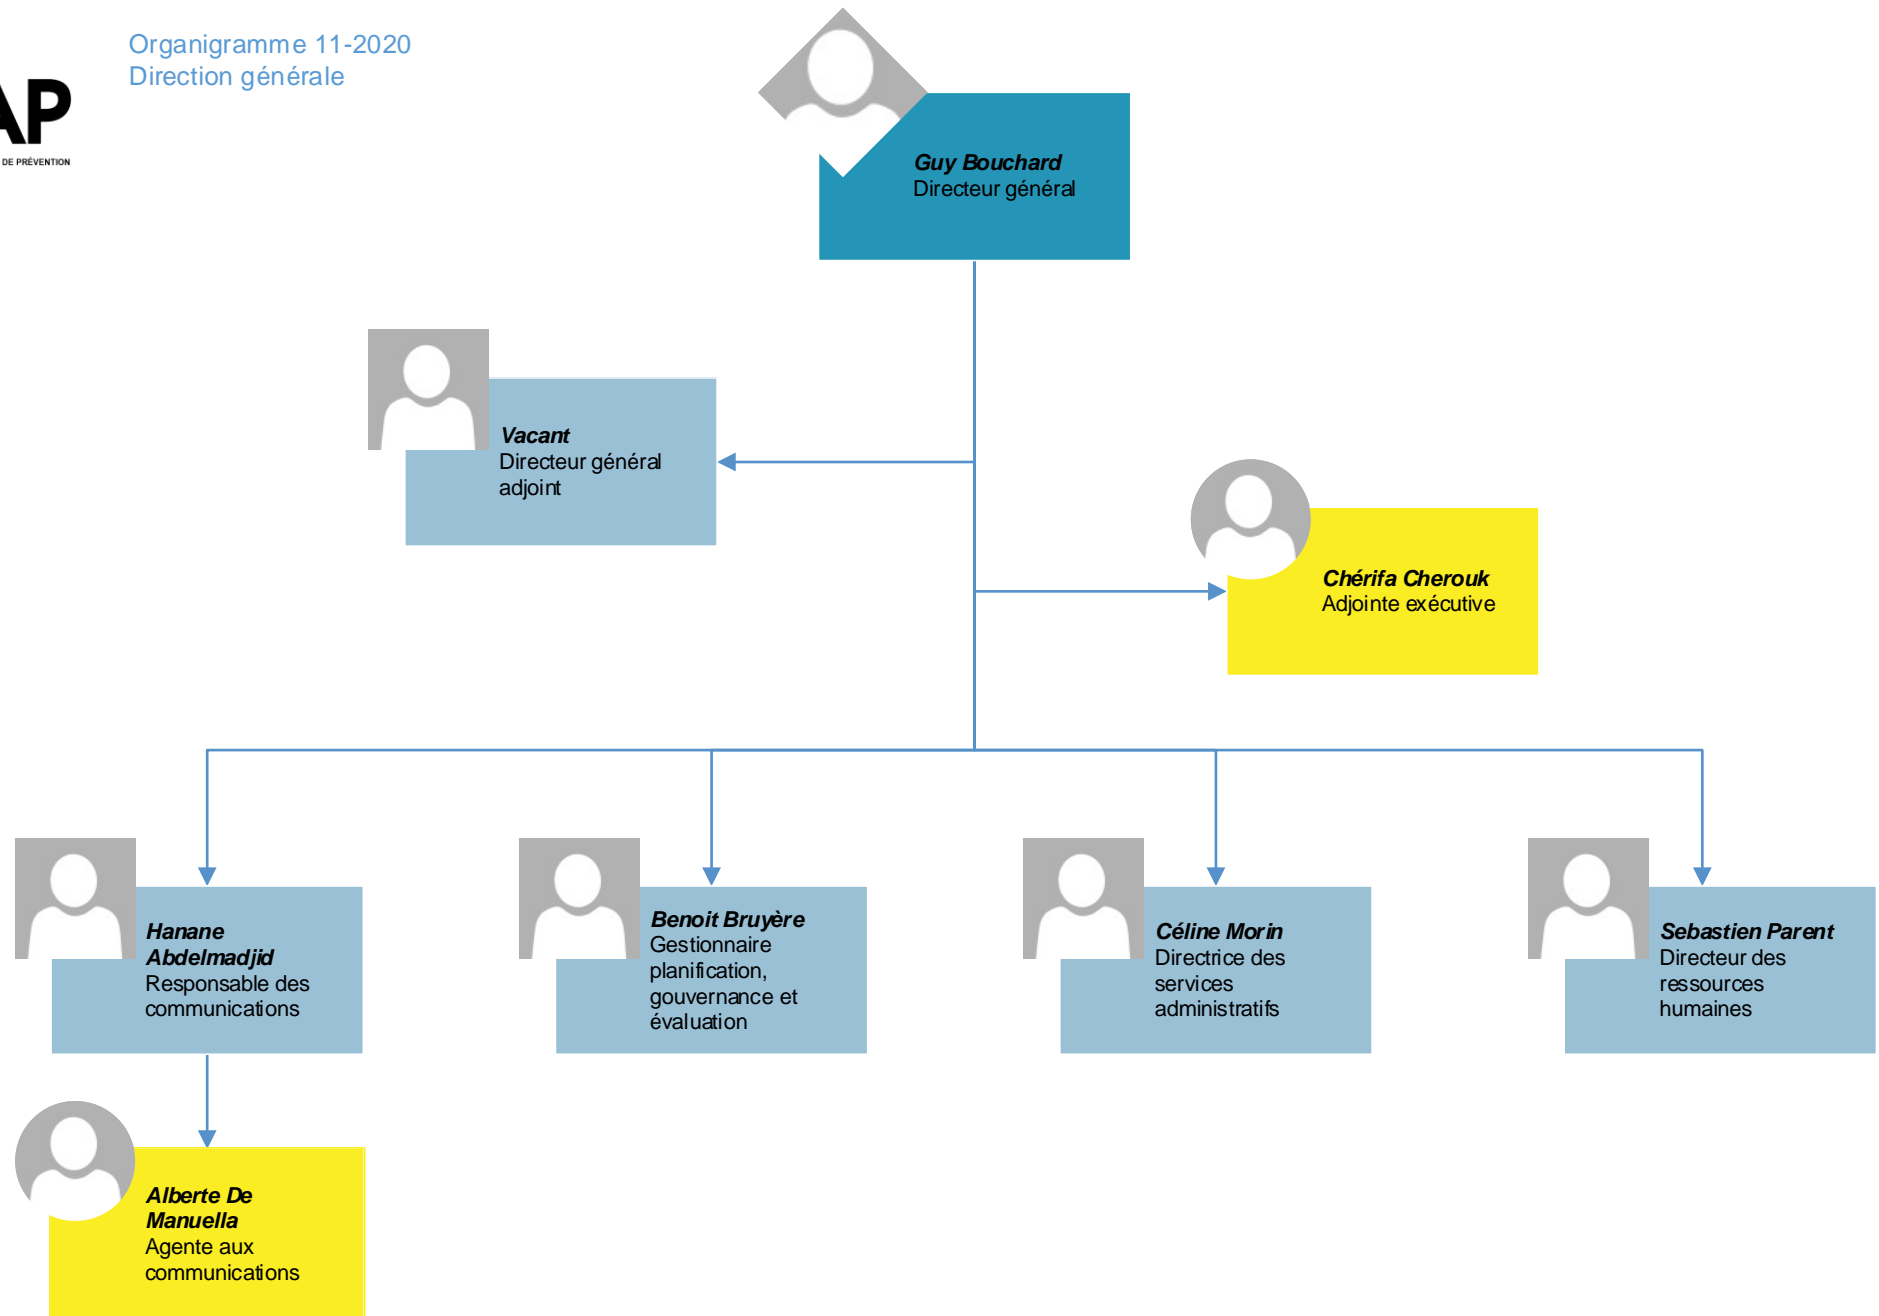 Organigramme 11-2020
Direction générale
AP
DE PRÉVENTION
Guy Bouchard
Directeur général
Vacant
Directeur général
adjoint
Chérifa Cherouk
Adjointe exécutive
Hanane
Abdelmadjid
Responsable des
communications
Benoit Bruyère
Gestionnaire
planification,
gouvernance et
évaluation
Céline Morin
Directrice des
services
administratifs
Sebastien Parent
Directeur des
ressources
humaines
Alberte De
Manuella
Agente aux
communications